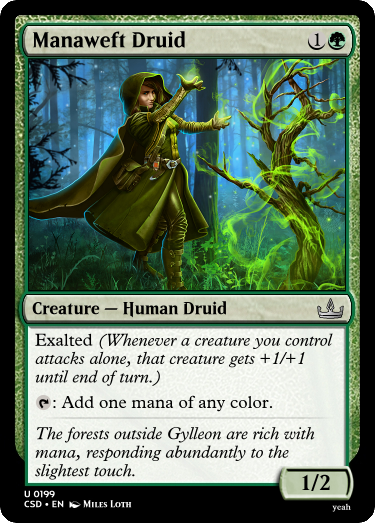 Manaweft Druid 1
Creature — Human Druid
Exalted (Whenever a creature you control
attacks alone, that creature gets +1/+1
until end of turn.)
: Add one mana of any color.
The forests outside Gylleon are rich with
mana, responding abundantly to the
slightest touch.
1/2
U 0199
CSD • EN Miles Loth
yeah